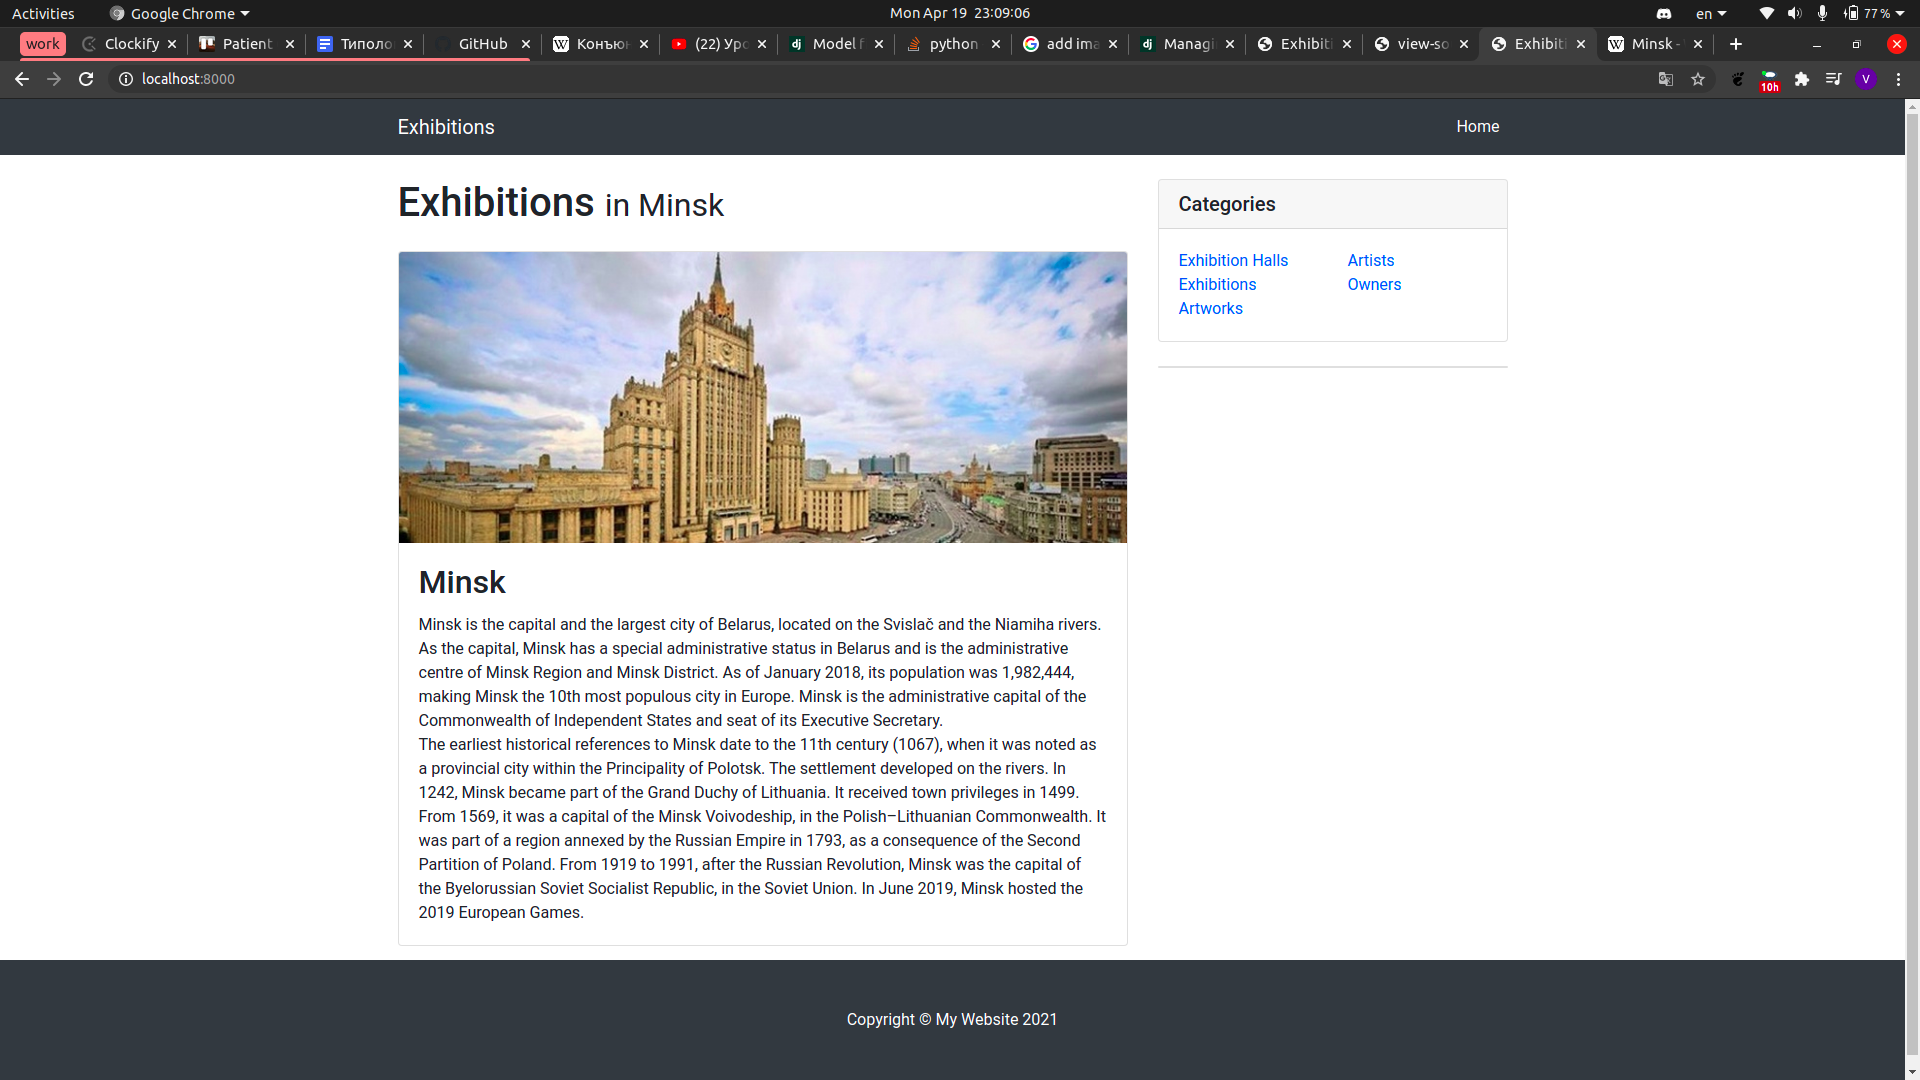 Activities
Google Chrome
Mon Apr 19 23:09:06
en
77 %
work
Clockify
Patient
Типоло
GitHub
Конъюн
(22) Уро
Model f
python
add ima
Managi
Exhibiti
view-so
Exhibiti
Minsk -
localhost:8000
10h
V
Exhibitions
Home
Exhibitions in Minsk
Categories
Exhibition Halls
Artists
Exhibitions
Owners
Artworks
Minsk
Minsk is the capital and the largest city of Belarus, located on the Svislač and the Niamiha rivers.
As the capital, Minsk has a special administrative status in Belarus and is the administrative
centre of Minsk Region and Minsk District. As of January 2018, its population was 1,982,444,
making Minsk the 10th most populous city in Europe. Minsk is the administrative capital of the
Commonwealth of Independent States and seat of its Executive Secretary.
The earliest historical references to Minsk date to the 11th century (1067), when it was noted as
a provincial city within the Principality of Polotsk. The settlement developed on the rivers. In
1242, Minsk became part of the Grand Duchy of Lithuania. It received town privileges in 1499.
From 1569, it was a capital of the Minsk Voivodeship, in the Polish–Lithuanian Commonwealth. It
was part of a region annexed by the Russian Empire in 1793, as a consequence of the Second
Partition of Poland. From 1919 to 1991, after the Russian Revolution, Minsk was the capital of
the Byelorussian Soviet Socialist Republic, in the Soviet Union. In June 2019, Minsk hosted the
2019 European Games.
Copyright © My Website 2021